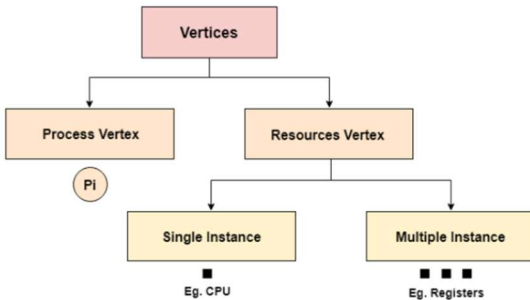 Vertices
Process Vertex
Resources Vertex
Pi
Single Instance
Multiple Instance
Eg. CPU
Eg. Registers